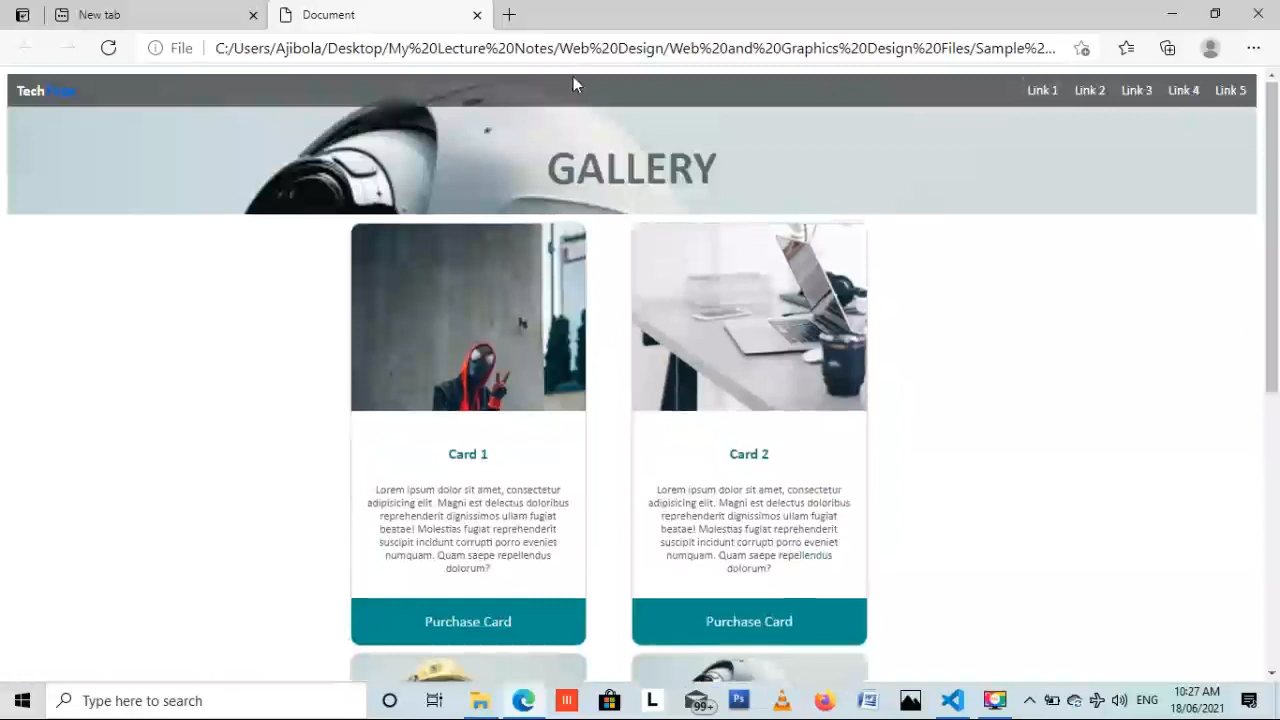 New tab
Document
File
C:/Users/Ajibola/Desktop/My%20Lecture%20Notes/Web%20Design/Web%20and%20Graphics%20Design%20Files/Sample%...
Tech
Link 1 Link 2 Link 3 Link 4 Link 5
GALLERY
Card 1
Lorem ipsum dolor sit amet, consectetur
adipisicing elit. Magni est delectus doloribus
reprehenderit dignissimos ullam fugiat
beatae! Molestias fugiat reprehenderit
suscipit incidunt corrupti porro eveniet
numquam. Quam saepe repellendus
dolorum?
Purchase Card
Card 2
Lorem ipsum dolor sit amet, consectetur
adipisicing elit. Magni est delectus doloribus
reprehenderit dignissimos ullam fugiat
beatae! Molestias fugiat reprehenderit
suscipit incidunt corrupti porro eveniet
numquam. Quam saepe repellendus
dolorum?
Purchase Card
Type here to search
L
99+
Ps
ENG
10:27 AM
18/06/2021